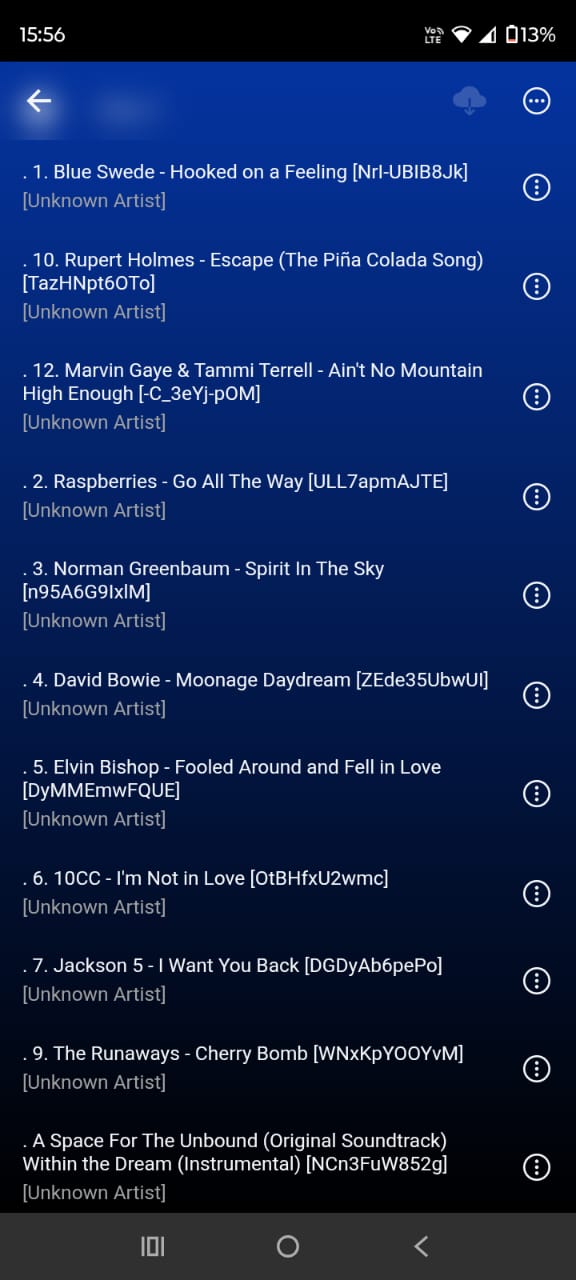 15:56
Vo
LTE
13%
. 1. Blue Swede - Hooked on a Feeling [NrI-UBIB8Jk]
[Unknown Artist]
. 10. Rupert Holmes - Escape (The Piña Colada Song)
[TazHNpt6OTo]
[Unknown Artist]
. 12. Marvin Gaye & Tammi Terrell - Ain't No Mountain
High Enough [-C_3eYj-pOM]
[Unknown Artist]
. 2. Raspberries - Go All The Way [ULL7apmAJTE]
[Unknown Artist]
. 3. Norman Greenbaum - Spirit In The Sky
[n95A6G9IxlM]
[Unknown Artist]
. 4. David Bowie - Moonage Daydream [ZEde35UbwUI]
[Unknown Artist]
. 5. Elvin Bishop - Fooled Around and Fell in Love
[DyMMEmwFQUE]
[Unknown Artist]
. 6. 10CC - I'm Not in Love [OtBHfxU2wmc]
[Unknown Artist]
. 7. Jackson 5 - I Want You Back [DGDyAb6pePo]
[Unknown Artist]
. 9. The Runaways - Cherry Bomb [WNxKpYOOYvM]
[Unknown Artist]
. A Space For The Unbound (Original Soundtrack)
Within the Dream (Instrumental) [NCn3FuW852g]
[Unknown Artist]